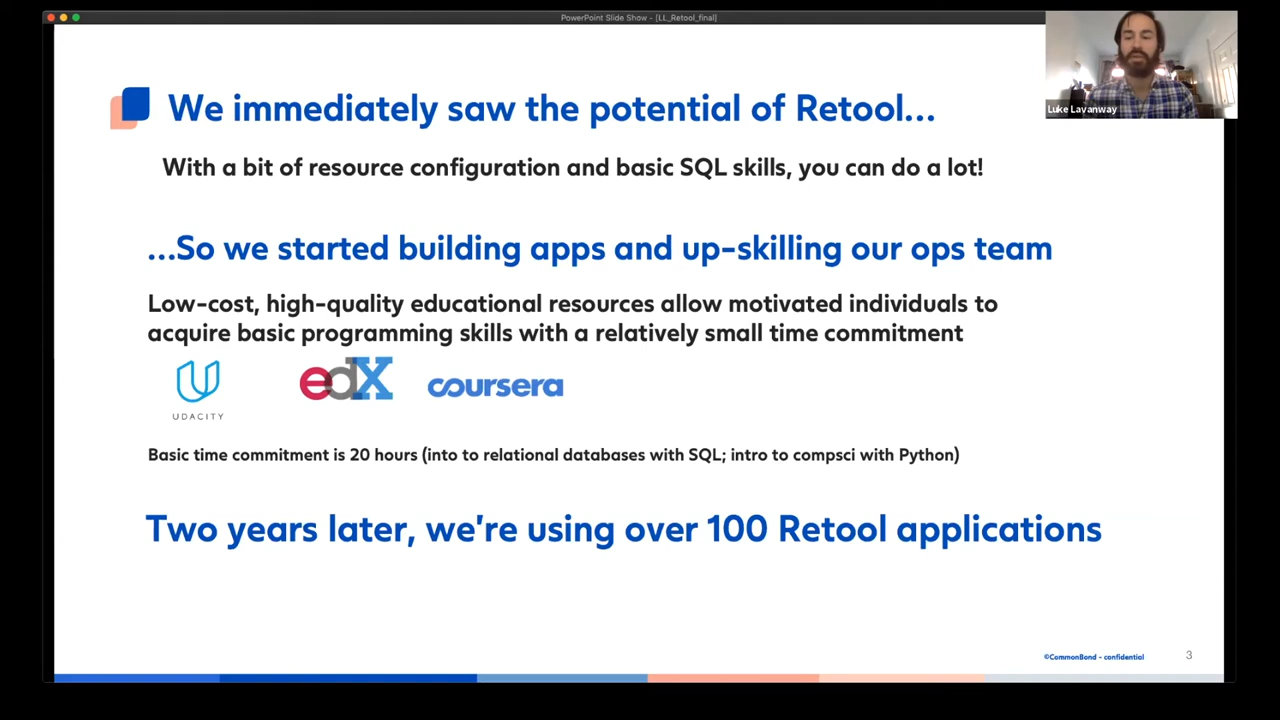 PowerPoint Slide Show - [LL_Retool_final]
Luke Lavanway
We immediately saw the potential of Retool...
With a bit of resource configuration and basic SQL skills, you can do a lot!
...So we started building apps and up-skilling our ops team
Low-cost, high-quality educational resources allow motivated individuals to
acquire basic programming skills with a relatively small time commitment
UDACITY
edX
coursera
Basic time commitment is 20 hours (into to relational databases with SQL; intro to compsci with Python)
Two years later, we're using over 100 Retool applications
©CommonBond - confidential
3